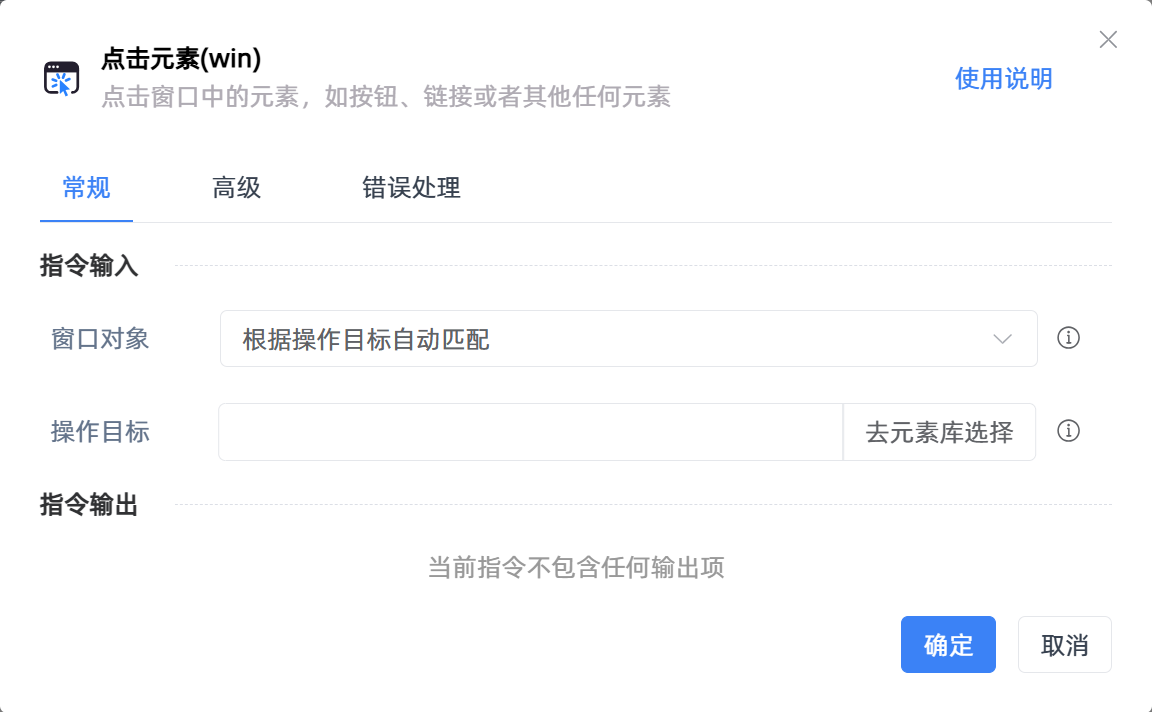 点击元素(win)
点击窗口中的元素，如按钮、链接或者其他任何元素
使用说明
常规
高级
错误处理
指令输入
窗口对象
根据操作目标自动匹配
操作目标
去元素库选择
指令输出
当前指令不包含任何输出项
确定
取消